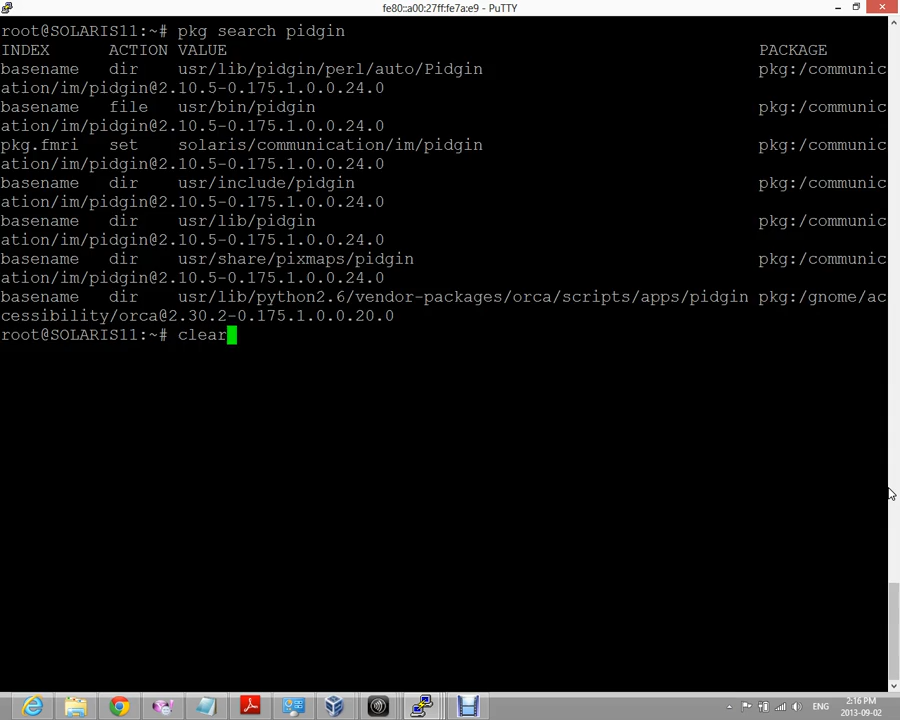 fe80::a00:27ff:fe7a:e9 - PuTTY
root@SOLARIS11:~# pkg search pidgin
INDEX ACTION VALUE PACKAGE
basename dir usr/lib/pidgin/perl/auto/Pidgin pkg:/communic
ation/im/pidgin@2.10.5-0.175.1.0.0.24.0
basename file usr/bin/pidgin pkg:/communic
ation/im/pidgin@2.10.5-0.175.1.0.0.24.0
pkg.fmri set solaris/communication/im/pidgin pkg:/communic
ation/im/pidgin@2.10.5-0.175.1.0.0.24.0
basename dir usr/include/pidgin pkg:/communic
ation/im/pidgin@2.10.5-0.175.1.0.0.24.0
basename dir usr/lib/pidgin pkg:/communic
ation/im/pidgin@2.10.5-0.175.1.0.0.24.0
basename dir usr/share/pixmaps/pidgin pkg:/communic
ation/im/pidgin@2.10.5-0.175.1.0.0.24.0
basename dir usr/lib/python2.6/vendor-packages/orca/scripts/apps/pidgin pkg:/gnome/ac
cessibility/orca@2.30.2-0.175.1.0.0.20.0
root@SOLARIS11:~# clear
ENG
2:16 PM
2013-09-02